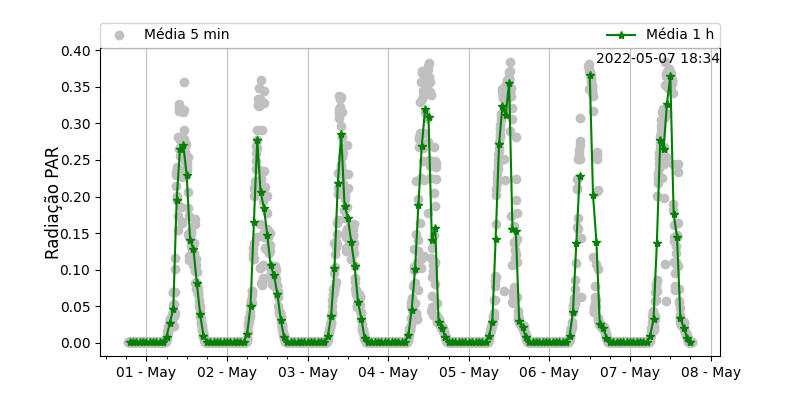 Média 5 min
Média 1 h
2022-05-07 18:34
Radiação PAR
0.40
0.35
0.30
0.25
0.20
0.15
0.10
0.05
0.00
01 - May
02 - May
03 - May
04 - May
05 - May
06 - May
07 - May
08 - May